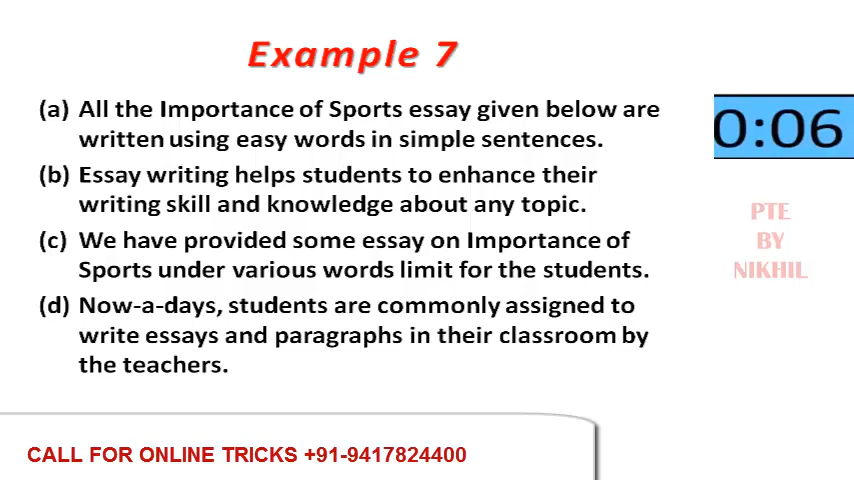 Example 7
(a) All the Importance of Sports essay given below are
written using easy words in simple sentences.
(b) Essay writing helps students to enhance their
writing skill and knowledge about any topic.
(c) We have provided some essay on Importance of
Sports under various words limit for the students.
(d) Now-a-days, students are commonly assigned to
write essays and paragraphs in their classroom by
the teachers.
0:06
PTE
BY
NIKHIL
CALL FOR ONLINE TRICKS +91-9417824400